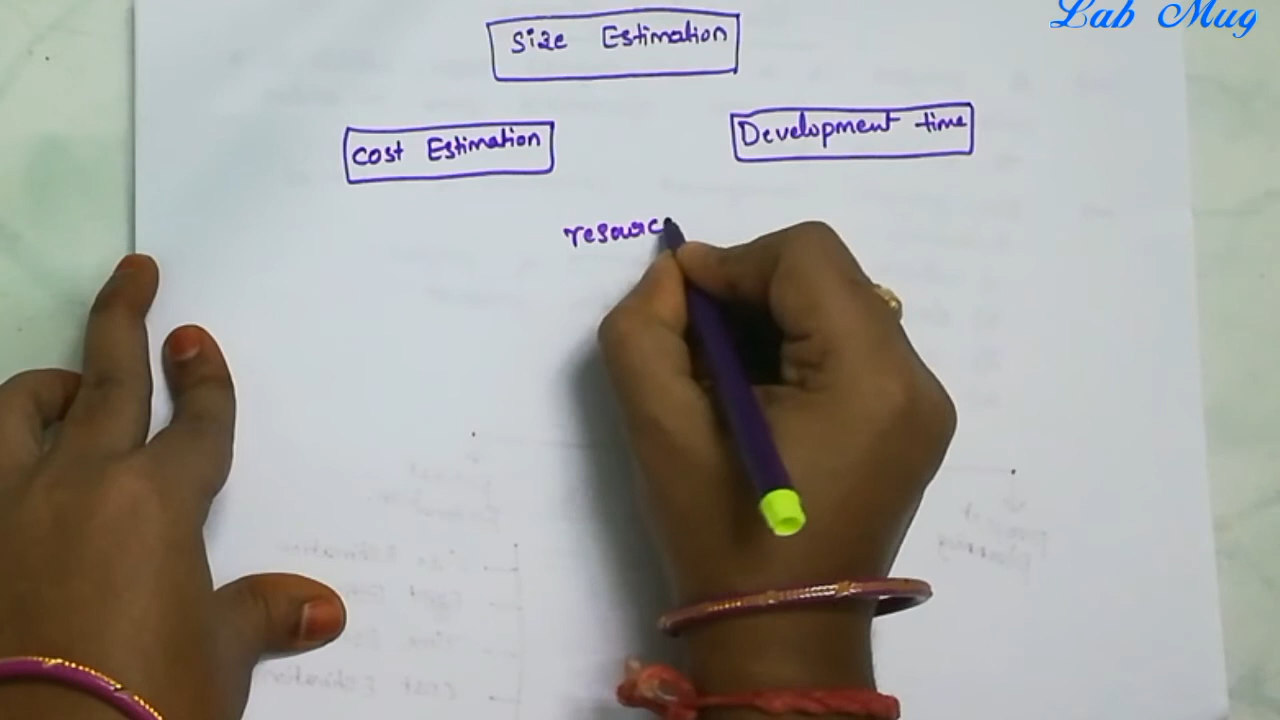 Lab Mug
Size Estimation
Cost Estimation
Development time
resourc